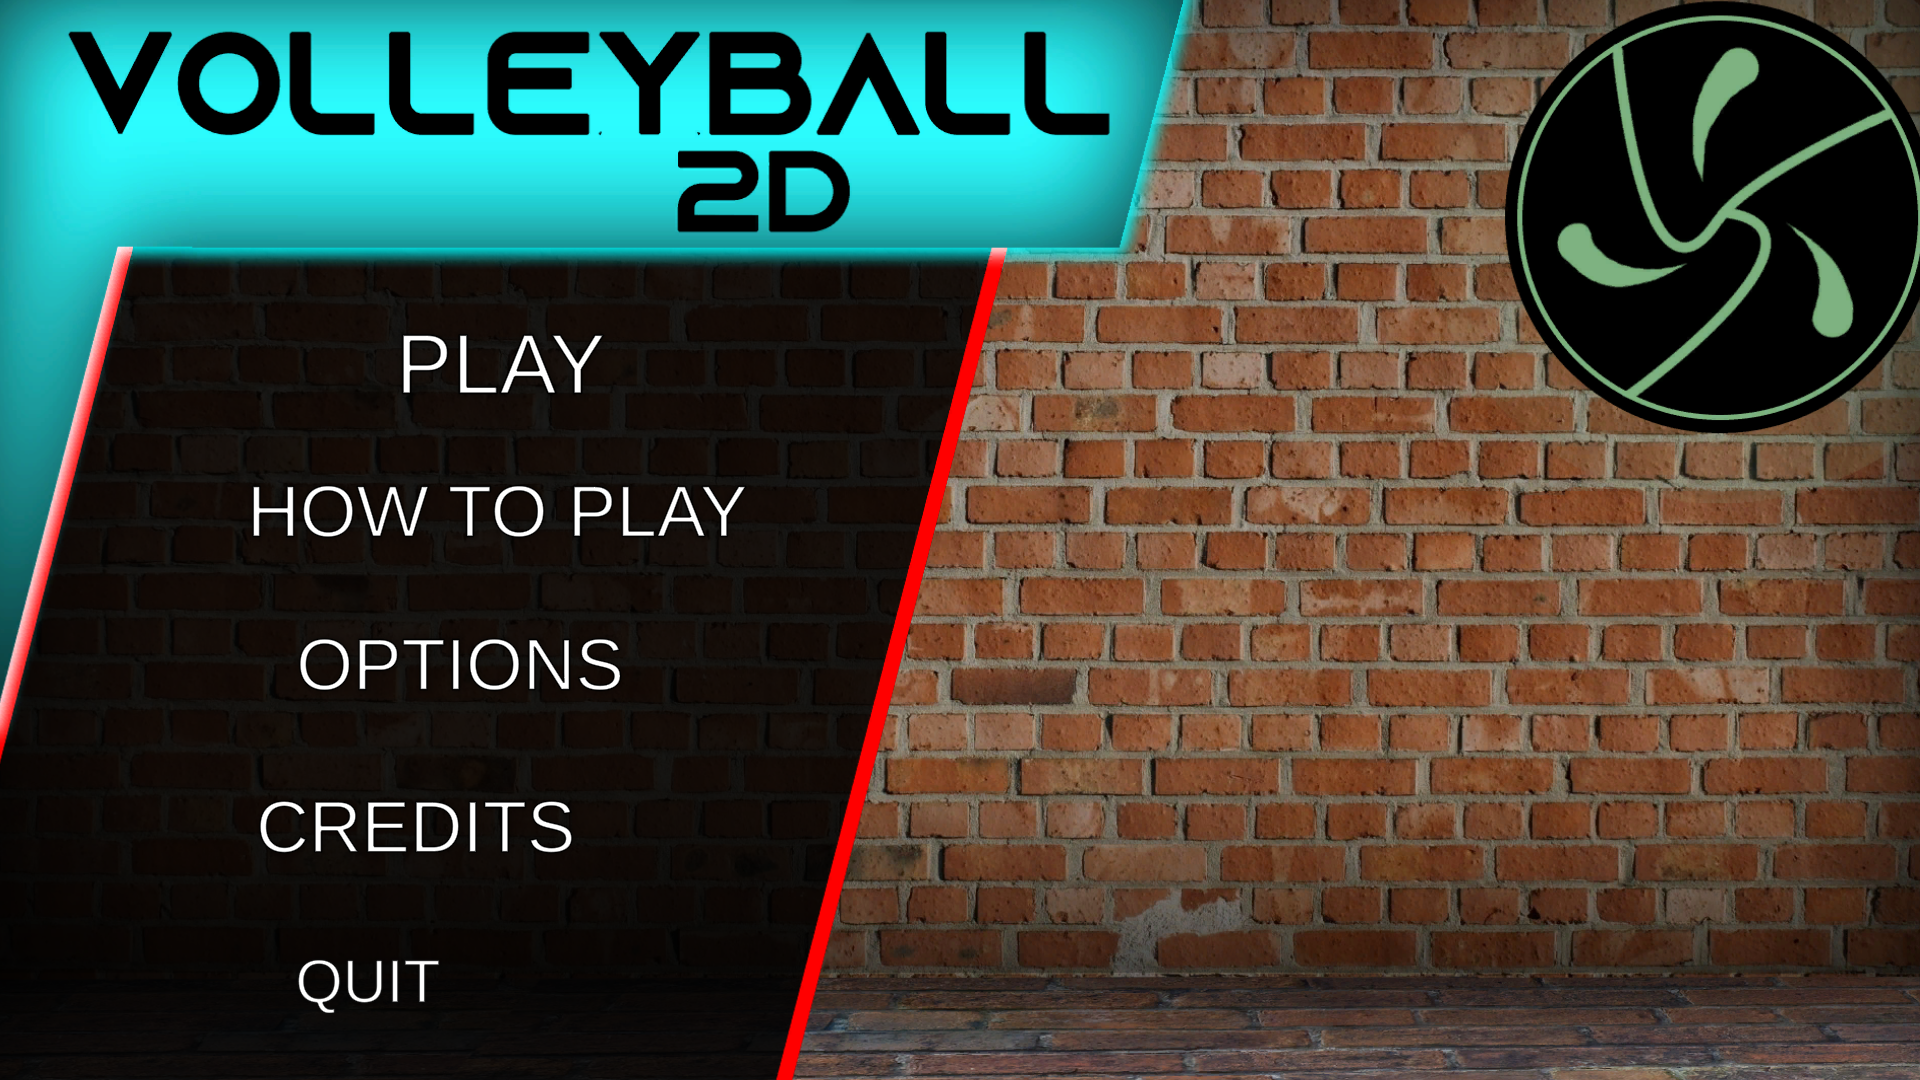 VOLLEYBALL
2D
PLAY
HOW TO PLAY
OPTIONS
CREDITS
QUIT